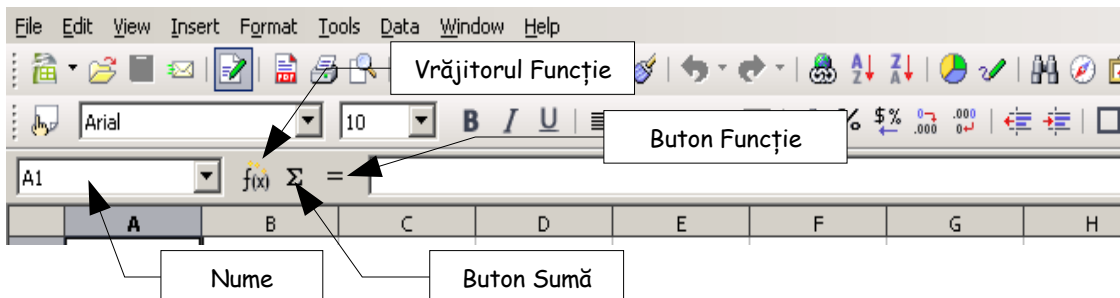 File Edit View Insert Format Tools Data Window Help
Vrăjitorul Funcție
Arial 10 B I U % $%
Buton Funcție
A1 f(x) Σ =
A B C D E F G H
Nume
Buton Sumă